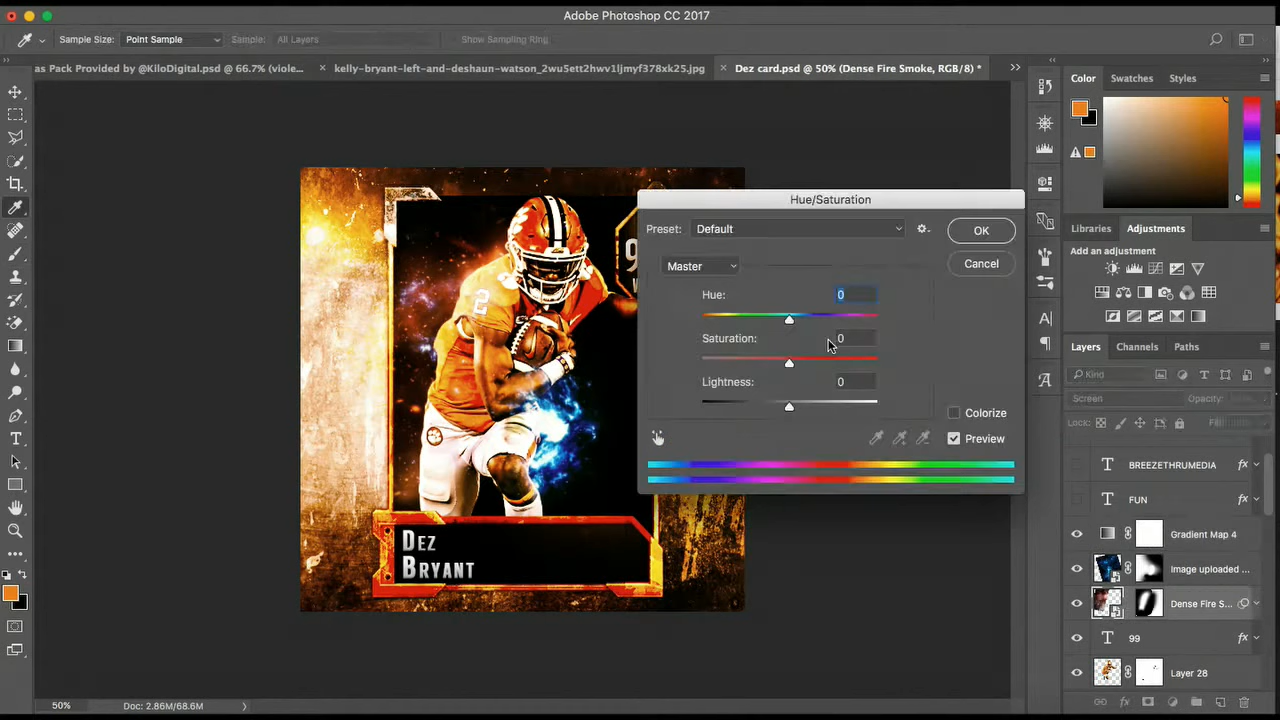 Adobe Photoshop CC 2017
Sample Size: Point Sample Sample: All Layers Show Sampling Ring
as Pack Provided by @KiloDigital.psd @ 66.7% (viole... × kelly-bryant-left-and-deshaun-watson_2wu5ett2hwv1ljmyf378xk25.jpg × Dez card.psd @ 50% (Dense Fire Smoke, RGB/8) *
Color Swatches Styles
Hue/Saturation
Preset: Default
OK
Master
Cancel
Hue: 0
Saturation: 0
Lightness: 0
Colorize
Preview
Libraries Adjustments
Add an adjustment
Layers Channels Paths
Kind
Screen Opacity:
Lock: Fill
T BREEZETHRUMEDIA fx
T FUN fx
Gradient Map 4
Image uploaded ...
Dense Fire S...
T 99 fx
Layer 28
2
9
Dez
Bryant
50% Doc: 2.86M/68.6M